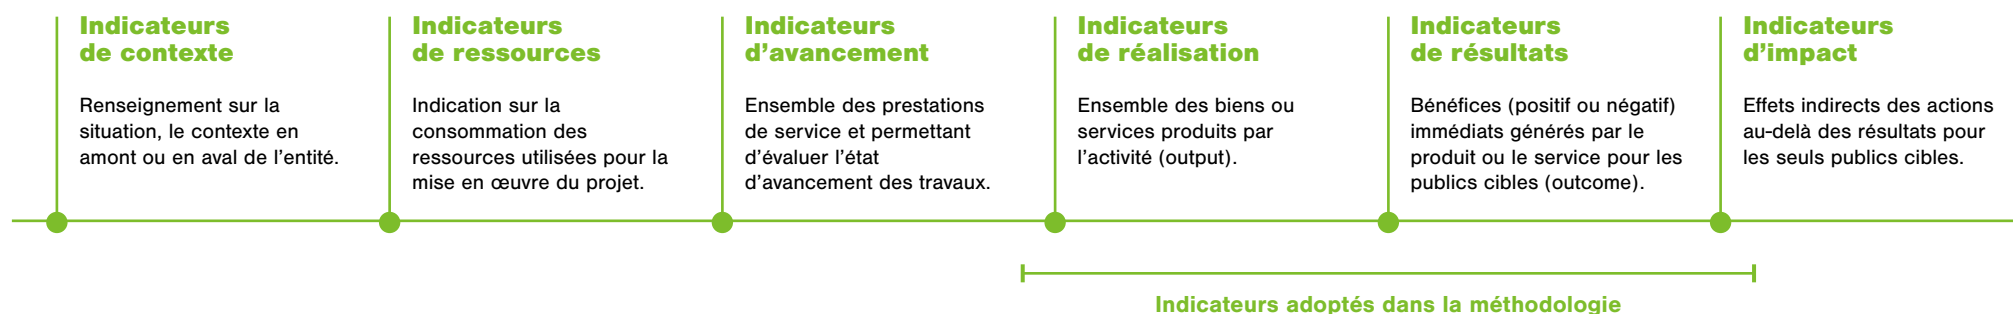 Indicateurs
de contexte
Renseignement sur la
situation, le contexte en
amont ou en aval de l’entité.
Indicateurs
de ressources
Indication sur la
consommation des
ressources utilisées pour la
mise en œuvre du projet.
Indicateurs
d’avancement
Ensemble des prestations
de service et permettant
d’évaluer l’état
d’avancement des travaux.
Indicateurs
de réalisation
Ensemble des biens ou
services produits par
l’activité (output).
Indicateurs
de résultats
Bénéfices (positif ou négatif)
immédiats générés par le
produit ou le service pour les
publics cibles (outcome).
Indicateurs
d’impact
Effets indirects des actions
au-delà des résultats pour
les seuls publics cibles.
Indicateurs adoptés dans la méthodologie